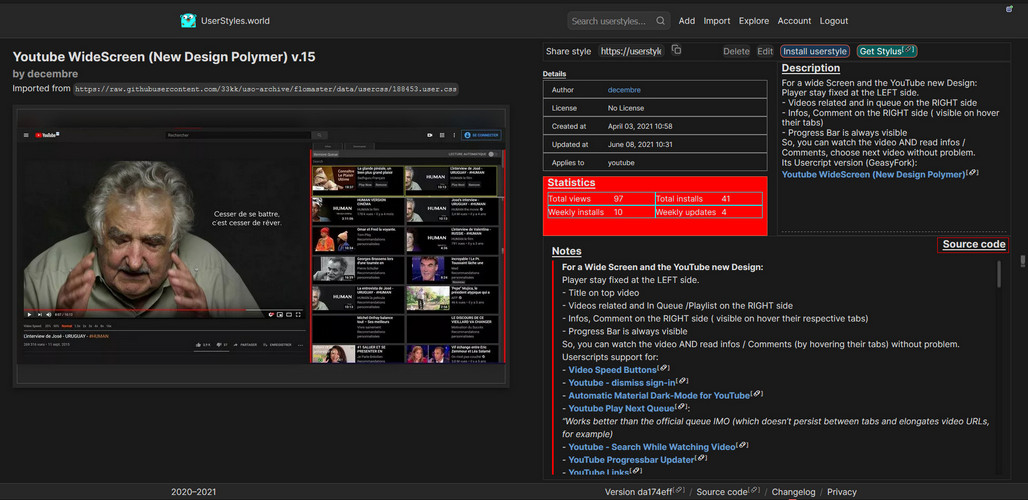 UserStyles.world
Search userstyles...
Add Import Explore Account Logout
Youtube WideScreen (New Design Polymer) v.15
by decembre
Imported from https://raw.githubusercontent.com/33kk/uso-archive/flomaster/data/usercss/188453.user.css
YouTube
Rechercher
SE CONNECTER
Cesser de se battre,
c'est cesser de rêver.
L'interview de José - URUGUAY - #HUMAN
Share style https://userstyle
Delete Edit Install userstyle Get Stylus
Details
Author decembre
License No License
Created at April 03, 2021 10:58
Updated at June 08, 2021 10:31
Applies to youtube
Statistics
Total views 97 Total installs 41
Weekly installs 10 Weekly updates 4
Description
For a wide Screen and the YouTube new Design:
Player stay fixed at the LEFT side.
- Videos related and in queue on the RIGHT side
- Infos, Comment on the RIGHT side ( visible on hover
their tabs)
- Progress Bar is always visible
So, you can watch the video AND read infos /
Comments, choose next video without problem.
Its Usercript version (GeasyFork):
Youtube WideScreen (New Design Polymer)
Source code
Notes
For a Wide Screen and the YouTube new Design:
Player stay fixed at the LEFT side.
- Title on top video
- Videos related and In Queue /Playlist on the RIGHT side
- Infos, Comment on the RIGHT side ( visible on hover their respective tabs)
- Progress Bar is always visible
So, you can watch the video AND read infos / Comments (by hovering their tabs) without problem.
Userscripts support for:
- Video Speed Buttons
- Youtube - dismiss sign-in
- Automatic Material Dark-Mode for YouTube
- Youtube Play Next Queue:
"Works better than the official queue IMO (which doesn't persist between tabs and elongates video URLs,
for example)
- Youtube - Search While Watching Video
- YouTube Progressbar Updater
- YouTube Links
2020–2021
Version da174eff / Source code / Changelog / Privacy